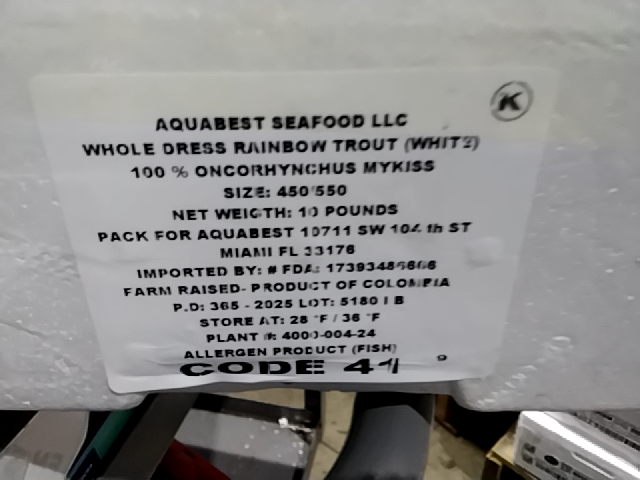 K
AQUABEST SEAFOOD LLC
WHOLE DRESS RAINBOW TROUT (WHITE)
100 % ONCORHYNCHUS MYKISS
SIZE: 450/550
NET WEIGTH: 10 POUNDS
PACK FOR AQUABEST 10711 SW 104 th ST
MIAMI FL 33176
IMPORTED BY: # FDA:
FARM RAISED- PRODUCT OF COLOMBIA
P.D: 365 - 2025 LOT: 5180 I B
STORE AT: 28 °F / 36 °F
PLANT #: 4000-004-24
ALLERGEN PRODUCT (FISH)
CODE 41